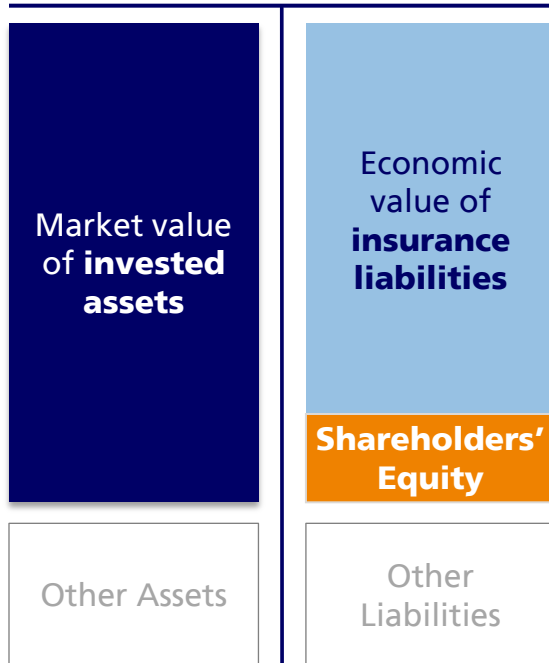 Market value
of invested
assets
Economic
value of
insurance
liabilities
Shareholders’
Equity
Other Assets
Other
Liabilities